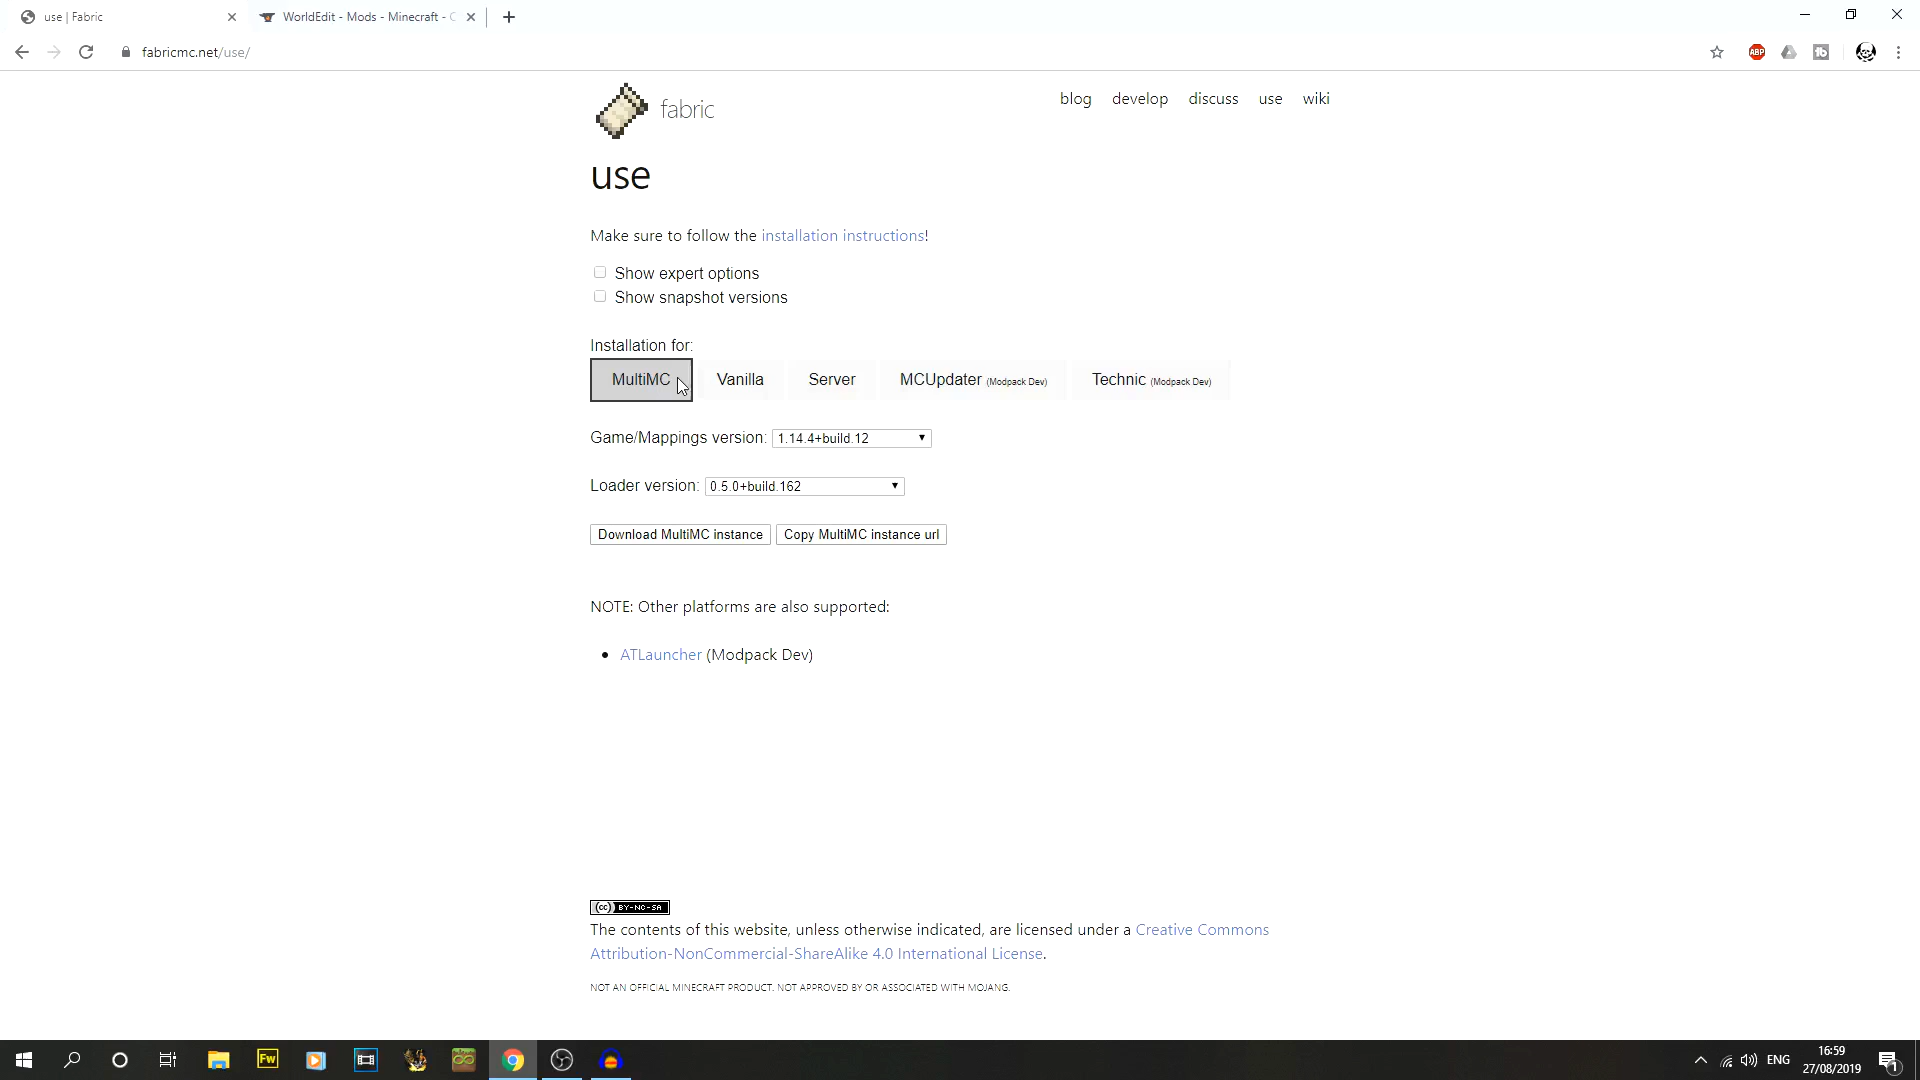 use | Fabric
WorldEdit - Mods - Minecraft - C
fabricmc.net/use/
ABP
fabric
blog develop discuss use wiki
use
Make sure to follow the installation instructions!
Show expert options
Show snapshot versions
Installation for:
MultiMC Vanilla Server MCUpdater (Modpack Dev) Technic (Modpack Dev)
Game/Mappings version: 1.14.4+build.12
Loader version: 0.5.0+build.162
Download MultiMC instance Copy MultiMC instance url
NOTE: Other platforms are also supported:
ATLauncher (Modpack Dev)
(cc) BY-NC-SA
The contents of this website, unless otherwise indicated, are licensed under a Creative Commons
Attribution-NonCommercial-ShareAlike 4.0 International License.
NOT AN OFFICIAL MINECRAFT PRODUCT. NOT APPROVED BY OR ASSOCIATED WITH MOJANG.
Fw
ENG
16:59
27/08/2019
1